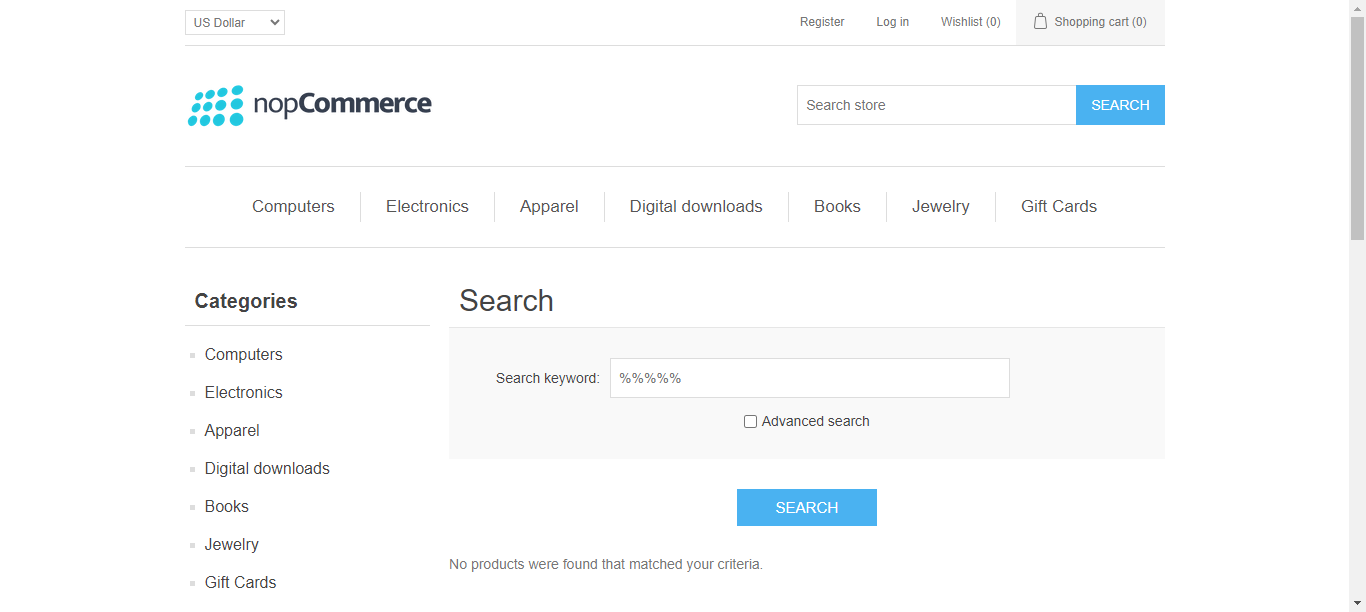 US Dollar
Register Log in Wishlist (0) Shopping cart (0)
nopCommerce
Search store SEARCH
Computers Electronics Apparel Digital downloads Books Jewelry Gift Cards
Categories
Computers
Electronics
Apparel
Digital downloads
Books
Jewelry
Gift Cards
Search
Search keyword: %%%%%
Advanced search
SEARCH
No products were found that matched your criteria.